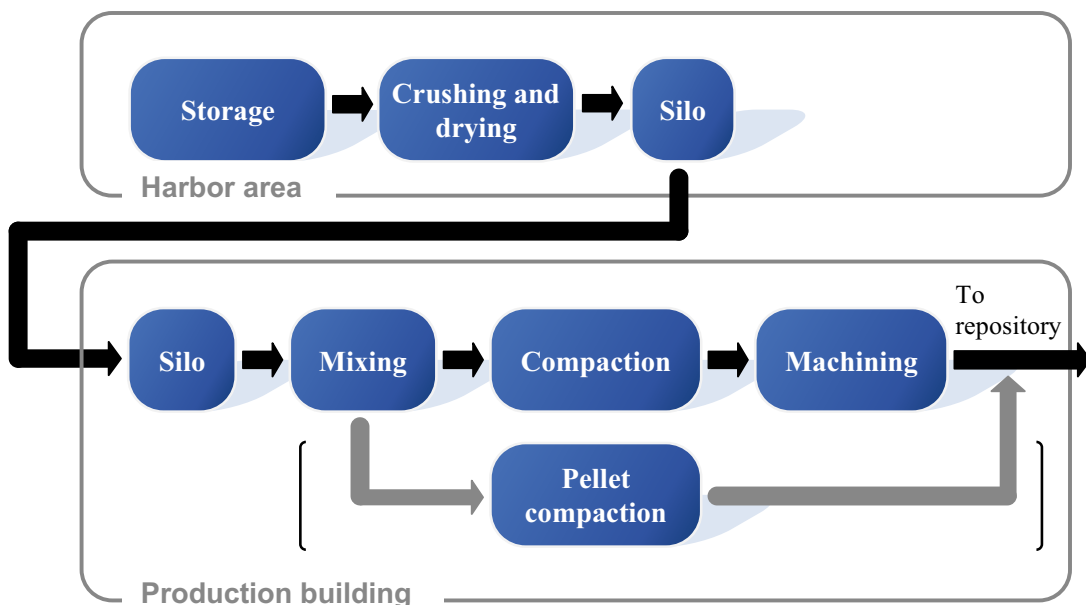 Storage
Crushing and
drying
Silo
Harbor area
To
repository
Silo
Mixing
Compaction
Machining
Pellet
compaction
Production building